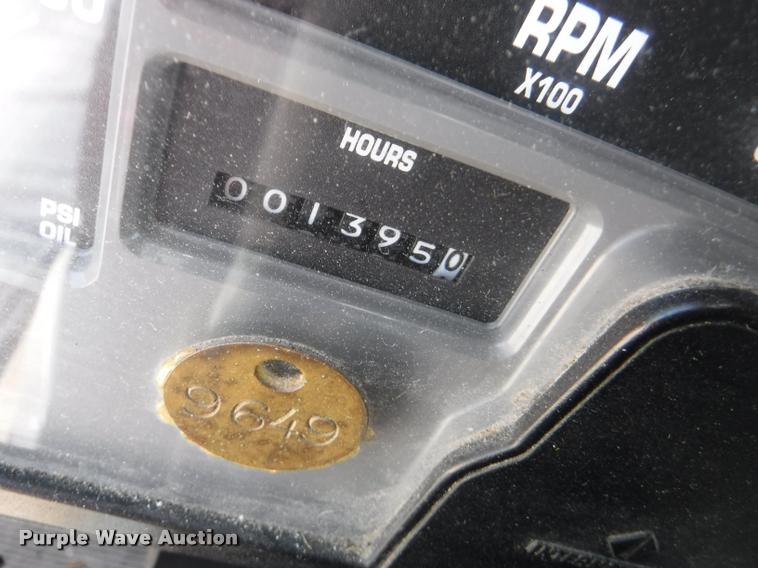 RPM
X100
HOURS
0013950
PSI
OIL
9649
Purple Wave Auction®